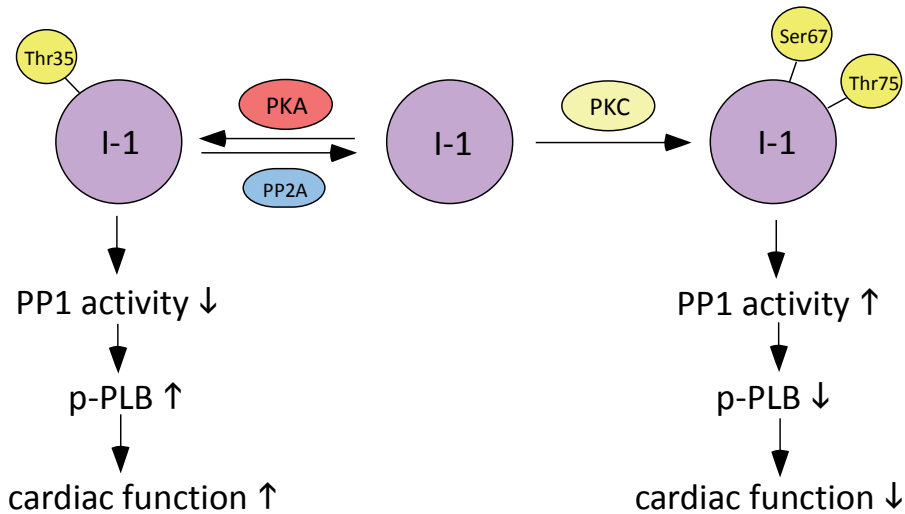 Thr35
I-1
PP1 activity ↓
p-PLB ↑
cardiac function ↑
PKA
PP2A
I-1
PKC
Ser67
Thr75
I-1
PP1 activity ↑
p-PLB ↓
cardiac function ↓